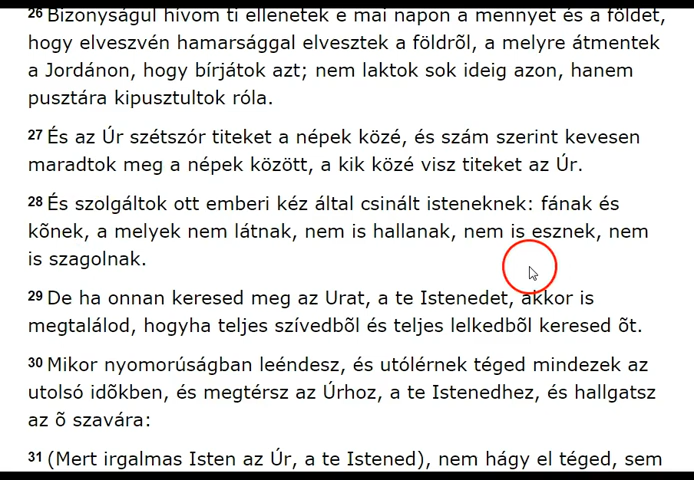 26 Bizonyságul hívom ti ellenetek e mai napon a mennyet és a földet,
hogy elveszvén hamarsággal elvesztek a földrõl, a melyre átmentek
a Jordánon, hogy bírjátok azt; nem laktok sok ideig azon, hanem
pusztára kipusztultok róla.
27 És az Úr szétszór titeket a népek közé, és szám szerint kevesen
maradtok meg a népek között, a kik közé visz titeket az Úr.
28 És szolgáltok ott emberi kéz által csinált isteneknek: fának és
kõnek, a melyek nem látnak, nem is hallanak, nem is esznek, nem
is szagolnak.
29 De ha onnan keresed meg az Urat, a te Istenedet, akkor is
megtalálod, hogyha teljes szívedbõl és teljes lelkedbõl keresed õt.
30 Mikor nyomorúságban leéndesz, és utólérnek téged mindezek az
utolsó idõkben, és megtérsz az Úrhoz, a te Istenedhez, és hallgatsz
az õ szavára:
31 (Mert irgalmas Isten az Úr, a te Istened), nem hágy el téged, sem